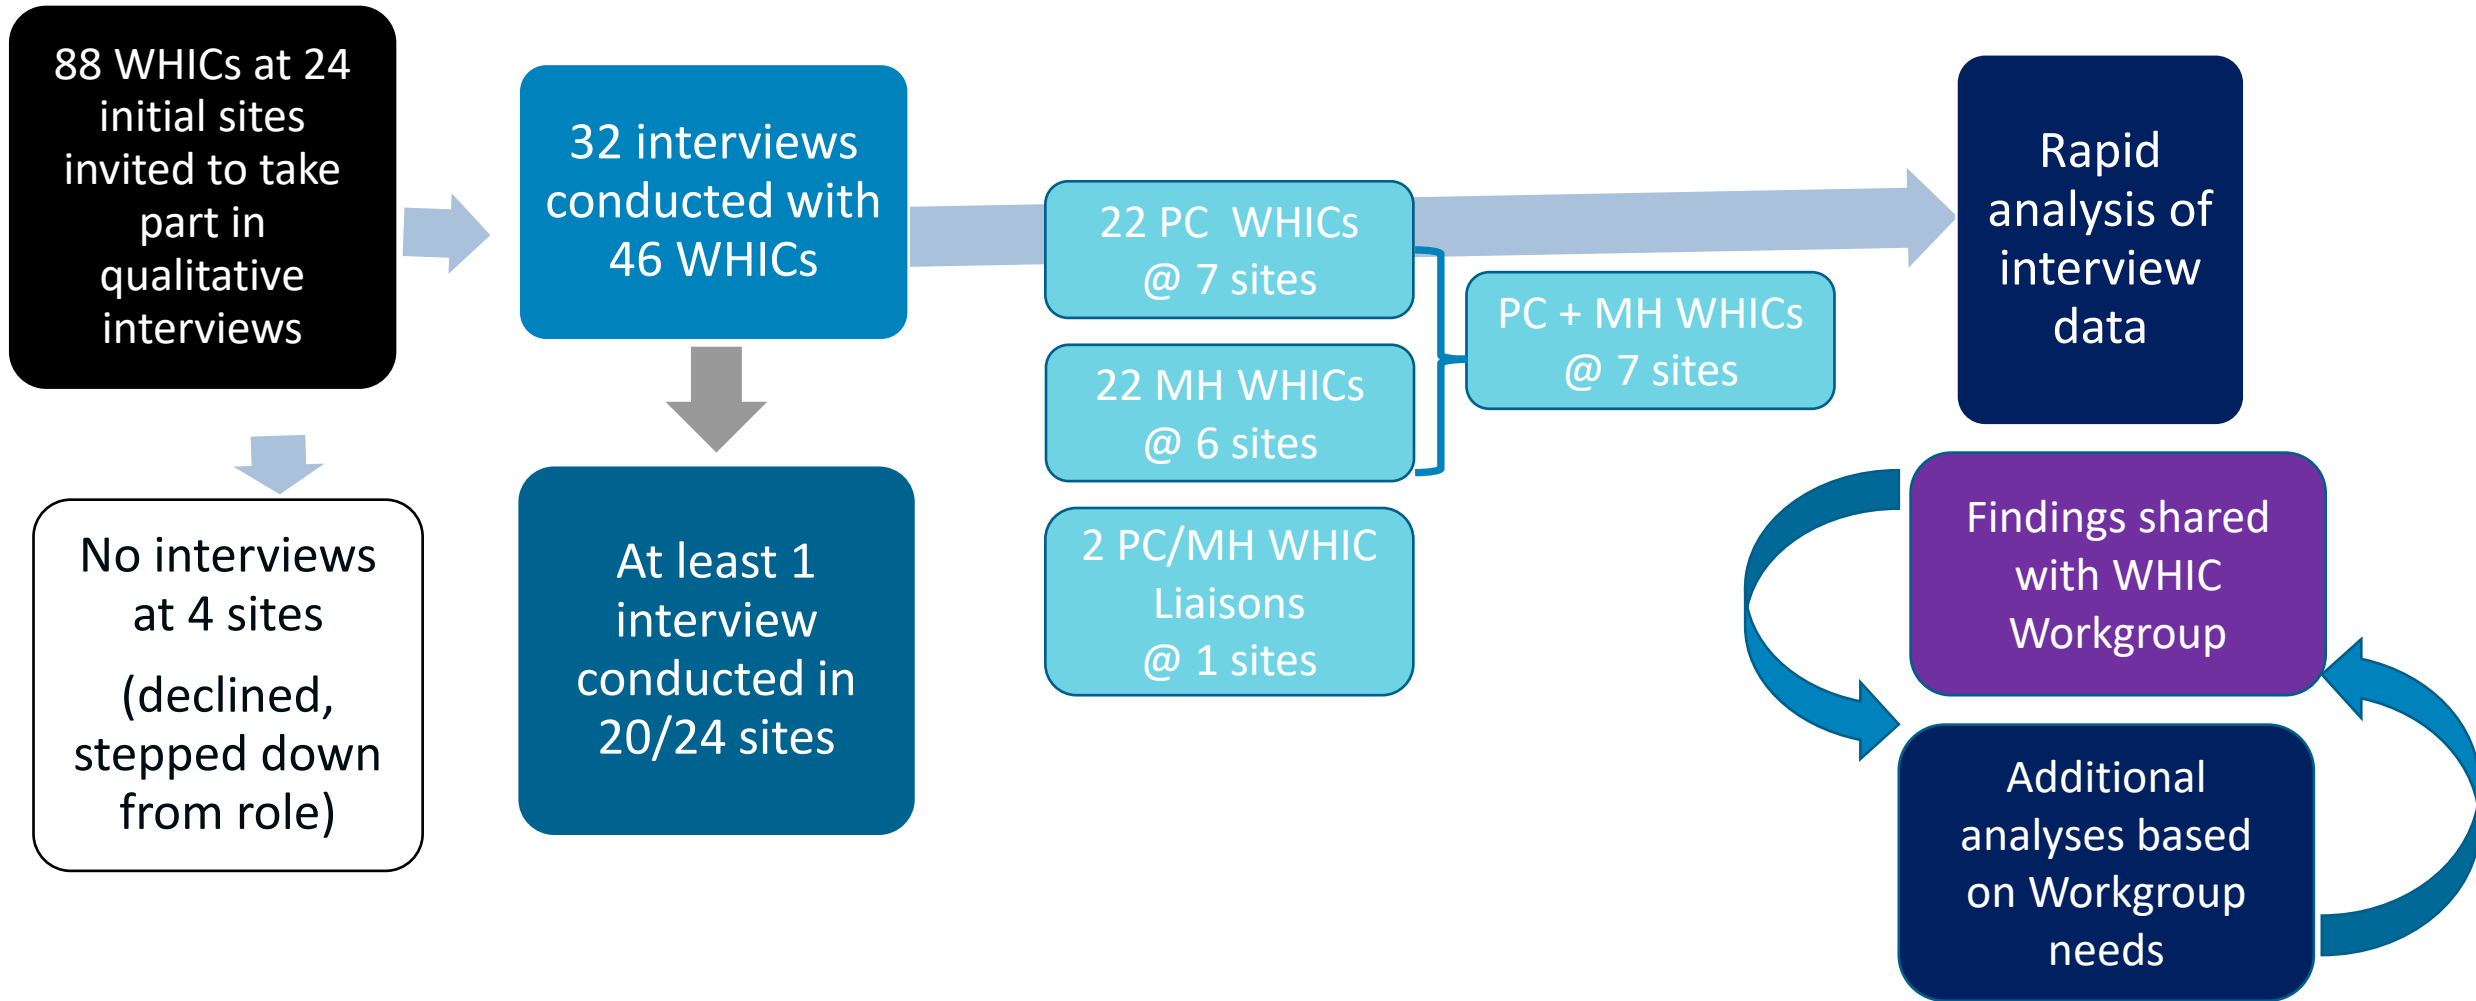 88 WHICs at 24
initial sites
invited to take
part in
qualitative
interviews
No interviews
at 4 sites
(declined,
stepped down
from role)
32 interviews
conducted with
46 WHICs
At least 1
interview
conducted in
20/24 sites
22 PC  WHICs
@ 7 sites
22 MH WHICs
@ 6 sites
2 PC/MH WHIC
Liaisons
@ 1 sites
PC + MH WHICs
@ 7 sites
Rapid
analysis of
interview
data
Findings shared
with WHIC
Workgroup
Additional
analyses based
on Workgroup
needs